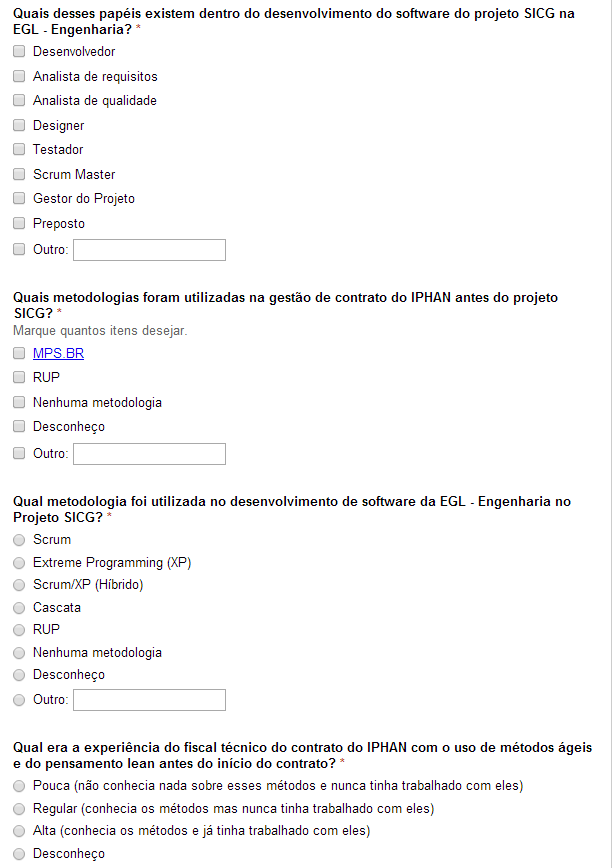 Quais desses papéis existem dentro do desenvolvimento do software do projeto SICG na
EGL - Engenharia? *
Desenvolvedor
Analista de requisitos
Analista de qualidade
Designer
Testador
Scrum Master
Gestor do Projeto
Preposto
Outro:
Quais metodologias foram utilizadas na gestão de contrato do IPHAN antes do projeto
SICG? *
Marque quantos itens desejar.
MPS.BR
RUP
Nenhuma metodologia
Desconheço
Outro:
Qual metodologia foi utilizada no desenvolvimento de software da EGL - Engenharia no
Projeto SICG? *
Scrum
Extreme Programming (XP)
Scrum/XP (Híbrido)
Cascata
RUP
Nenhuma metodologia
Desconheço
Outro:
Qual era a experiência do fiscal técnico do contrato do IPHAN com o uso de métodos ágeis
e do pensamento lean antes do início do contrato? *
Pouca (não conhecia nada sobre esses métodos e nunca tinha trabalhado com eles)
Regular (conhecia os métodos mas nunca tinha trabalhado com eles)
Alta (conhecia os métodos e já tinha trabalhado com eles)
Desconheço